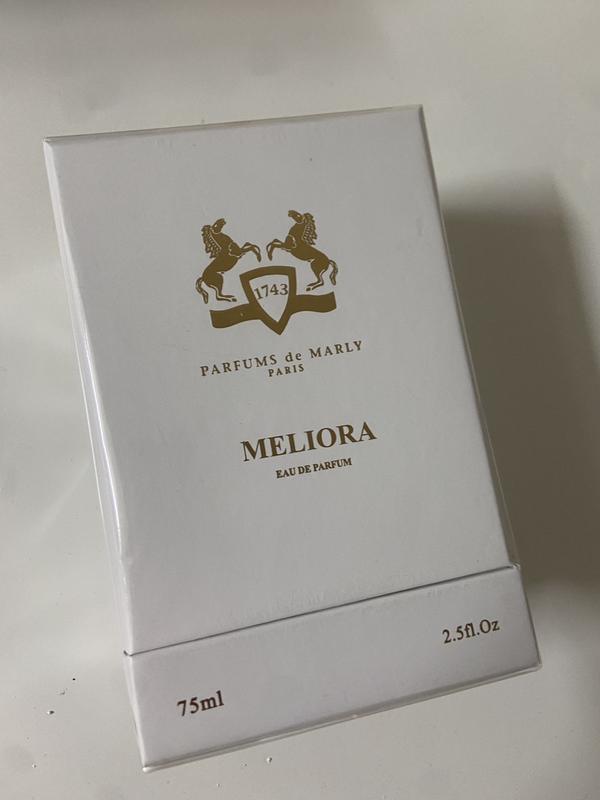 1743
PARFUMS de MARLY
PARIS
MELIORA
EAU DE PARFUM
75ml
2.5fl.Oz